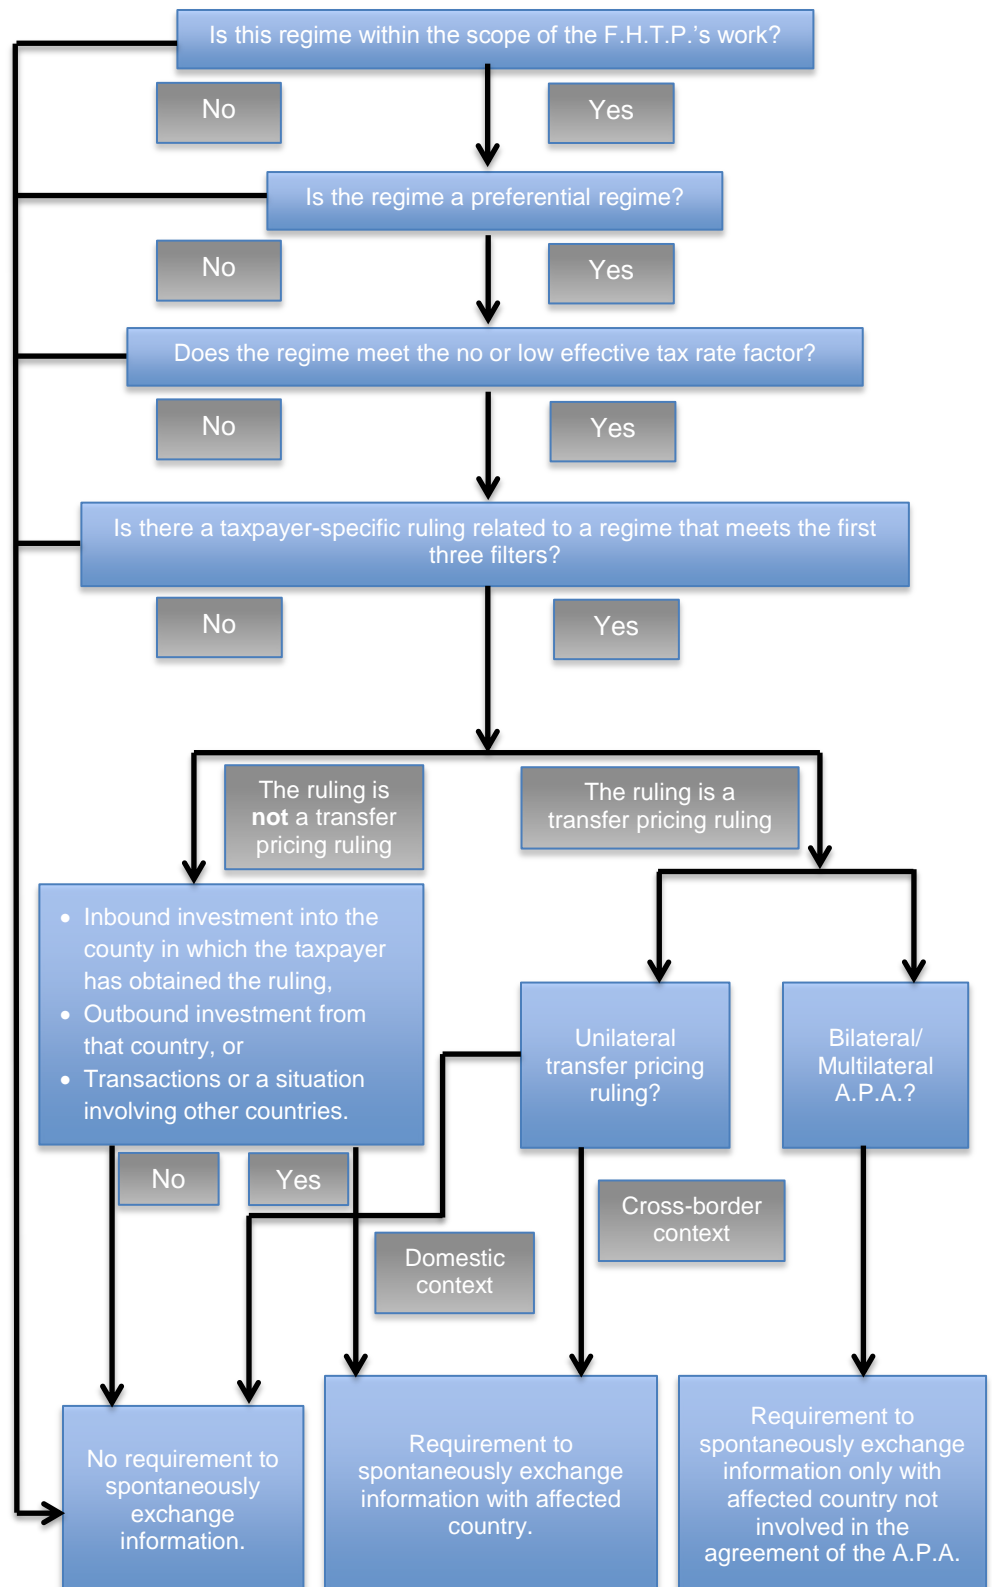 Is this regime within the scope of the F.H.T.P.'s work?
No
Yes
Is the regime a preferential regime?
No
Yes
Does the regime meet the no or low effective tax rate factor?
No
Yes
Is there a taxpayer-specific ruling related to a regime that meets the first
three filters?
No
Yes
The ruling is
not a transfer
pricing ruling
The ruling is a
transfer pricing ruling
• Inbound investment into the
county in which the taxpayer
has obtained the ruling,
• Outbound investment from
that country, or
• Transactions or a situation
involving other countries.
Unilateral
transfer pricing
ruling?
Bilateral/
Multilateral
A.P.A.?
No
Yes
Domestic
context
Cross-border
context
No requirement to
spontaneously
exchange
information.
Requirement to
spontaneously exchange
information with affected
country.
Requirement to
spontaneously exchange
information only with
affected country not
involved in the
agreement of the A.P.A.